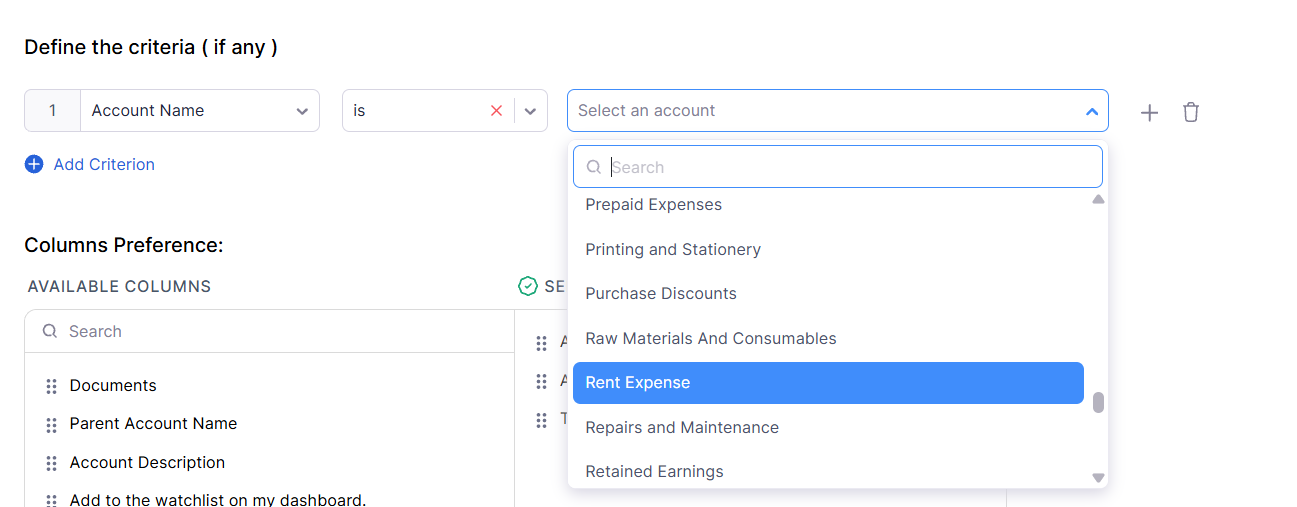 Define the criteria ( if any )
1 Account Name is Select an account
Add Criterion
Search
Prepaid Expenses
Printing and Stationery
Purchase Discounts
Raw Materials And Consumables
Rent Expense
Repairs and Maintenance
Retained Earnings
Columns Preference:
AVAILABLE COLUMNS
Search
Documents
Parent Account Name
Account Description
Add to the watchlist on my dashboard.